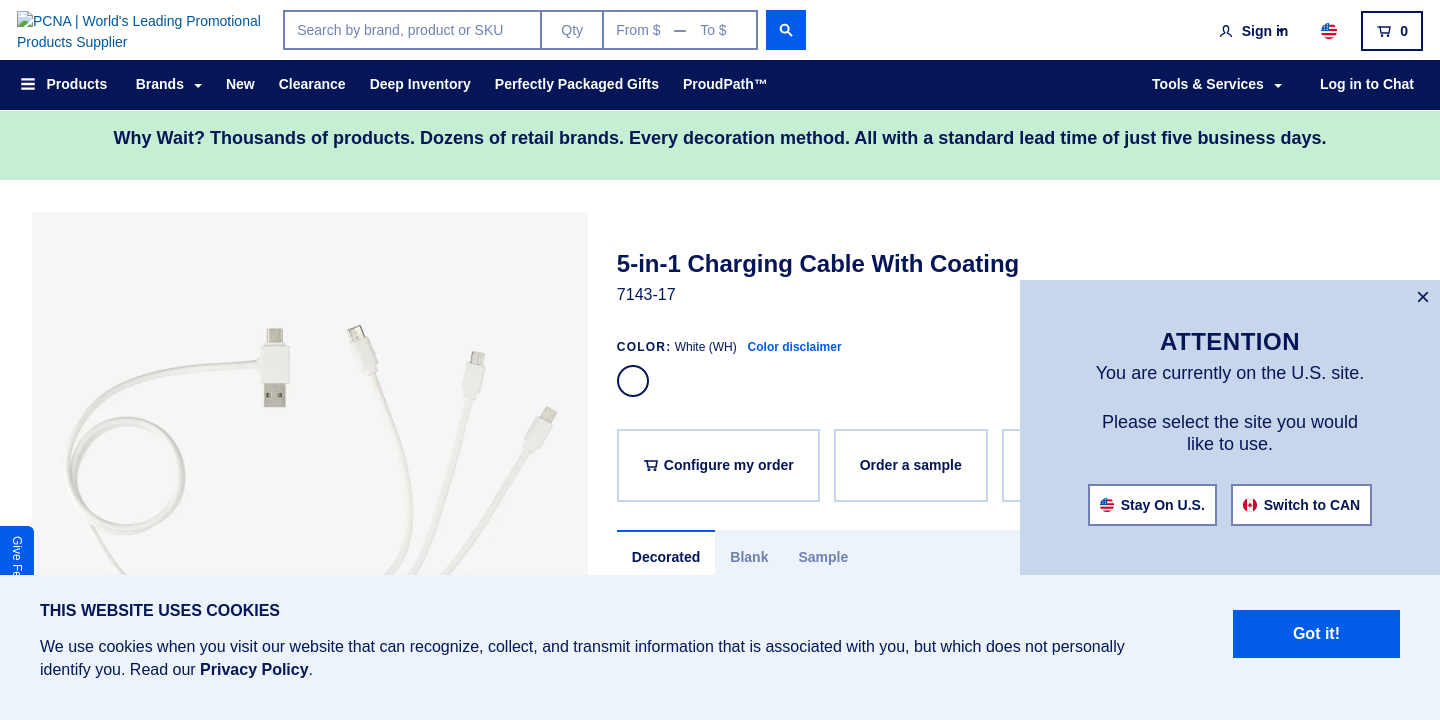 PCNA | World's Leading Promotional
Products Supplier
Search by brand, product or SKU
Qty
From $ — To $
Sign in
0
Products
Brands
New
Clearance
Deep Inventory
Perfectly Packaged Gifts
ProudPath™
Tools & Services
Log in to Chat
Why Wait? Thousands of products. Dozens of retail brands. Every decoration method. All with a standard lead time of just five business days.
5-in-1 Charging Cable With Coating
7143-17
COLOR: White (WH) Color disclaimer
Configure my order
Order a sample
Decorated
Blank
Sample
×
ATTENTION
You are currently on the U.S. site.
Please select the site you would
like to use.
Stay On U.S.
Switch to CAN
Give
THIS WEBSITE USES COOKIES
We use cookies when you visit our website that can recognize, collect, and transmit information that is associated with you, but which does not personally
identify you. Read our Privacy Policy.
Got it!